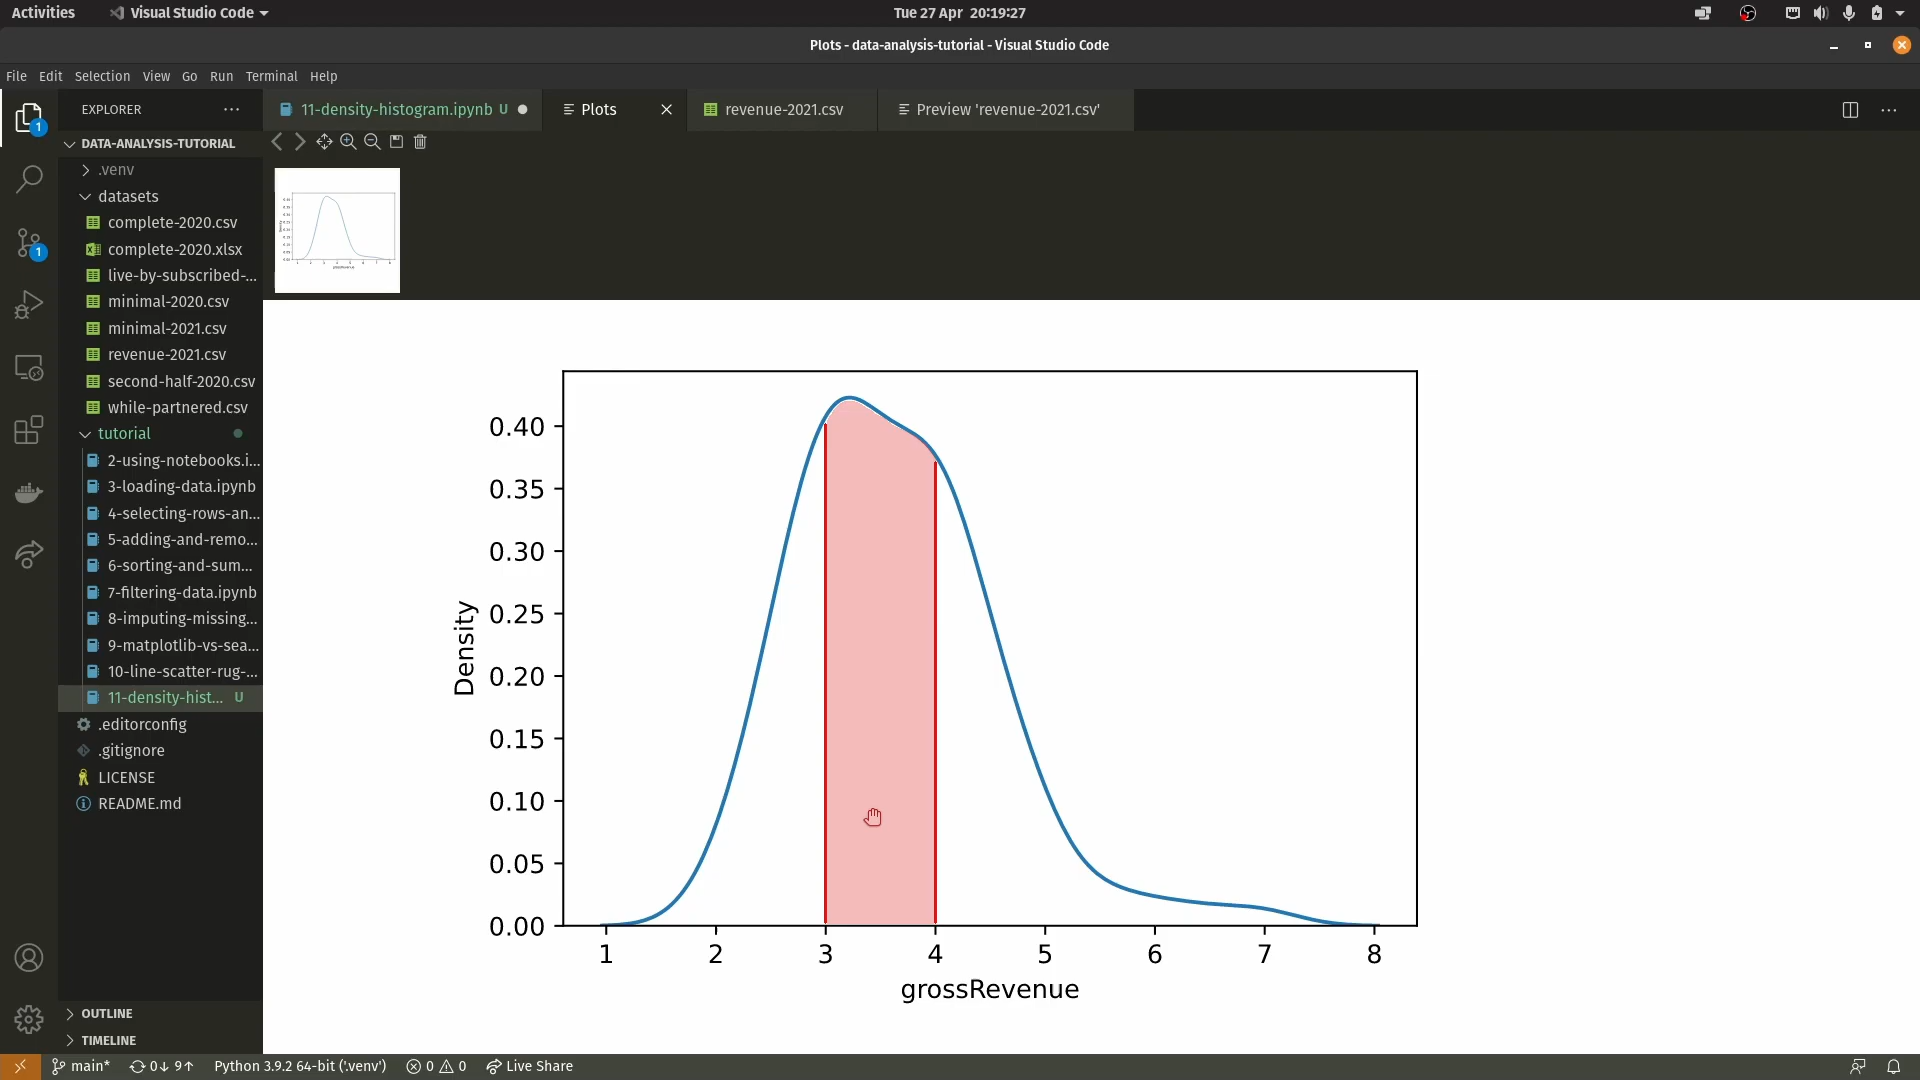 Activities
Visual Studio Code
Tue 27 Apr 20:19:27
Plots - data-analysis-tutorial - Visual Studio Code
File Edit Selection View Go Run Terminal Help
EXPLORER
11-density-histogram.ipynb U
Plots
revenue-2021.csv
Preview 'revenue-2021.csv'
DATA-ANALYSIS-TUTORIAL
.venv
datasets
complete-2020.csv
complete-2020.xlsx
live-by-subscribed-...
minimal-2020.csv
minimal-2021.csv
revenue-2021.csv
second-half-2020.csv
while-partnered.csv
tutorial
2-using-notebooks.i...
3-loading-data.ipynb
4-selecting-rows-an...
5-adding-and-remo...
6-sorting-and-sum...
7-filtering-data.ipynb
8-imputing-missing...
9-matplotlib-vs-sea...
10-line-scatter-rug-...
11-density-hist... U
.editorconfig
.gitignore
LICENSE
README.md
OUTLINE
TIMELINE
1
1
0.40
0.35
0.30
0.25
0.20
0.15
0.10
0.05
0.00
Density
1 2 3 4 5 6 7 8
grossRevenue
main* 0↓ 9↑ Python 3.9.2 64-bit ('.venv') 0 0 Live Share